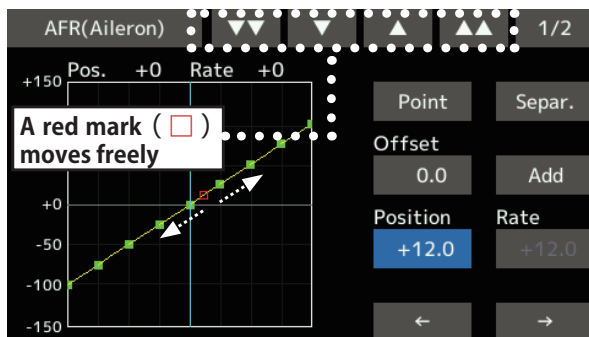 AFR(Aileron) ▼▼ ▼ ▲ ▲▲ 1/2
Pos. +0 Rate +0
+150
A red mark (□)
moves freely
+0
-50
-100
-150
Point Separ.
Offset
0.0 Add
Position Rate
+12.0 +12.0
← →